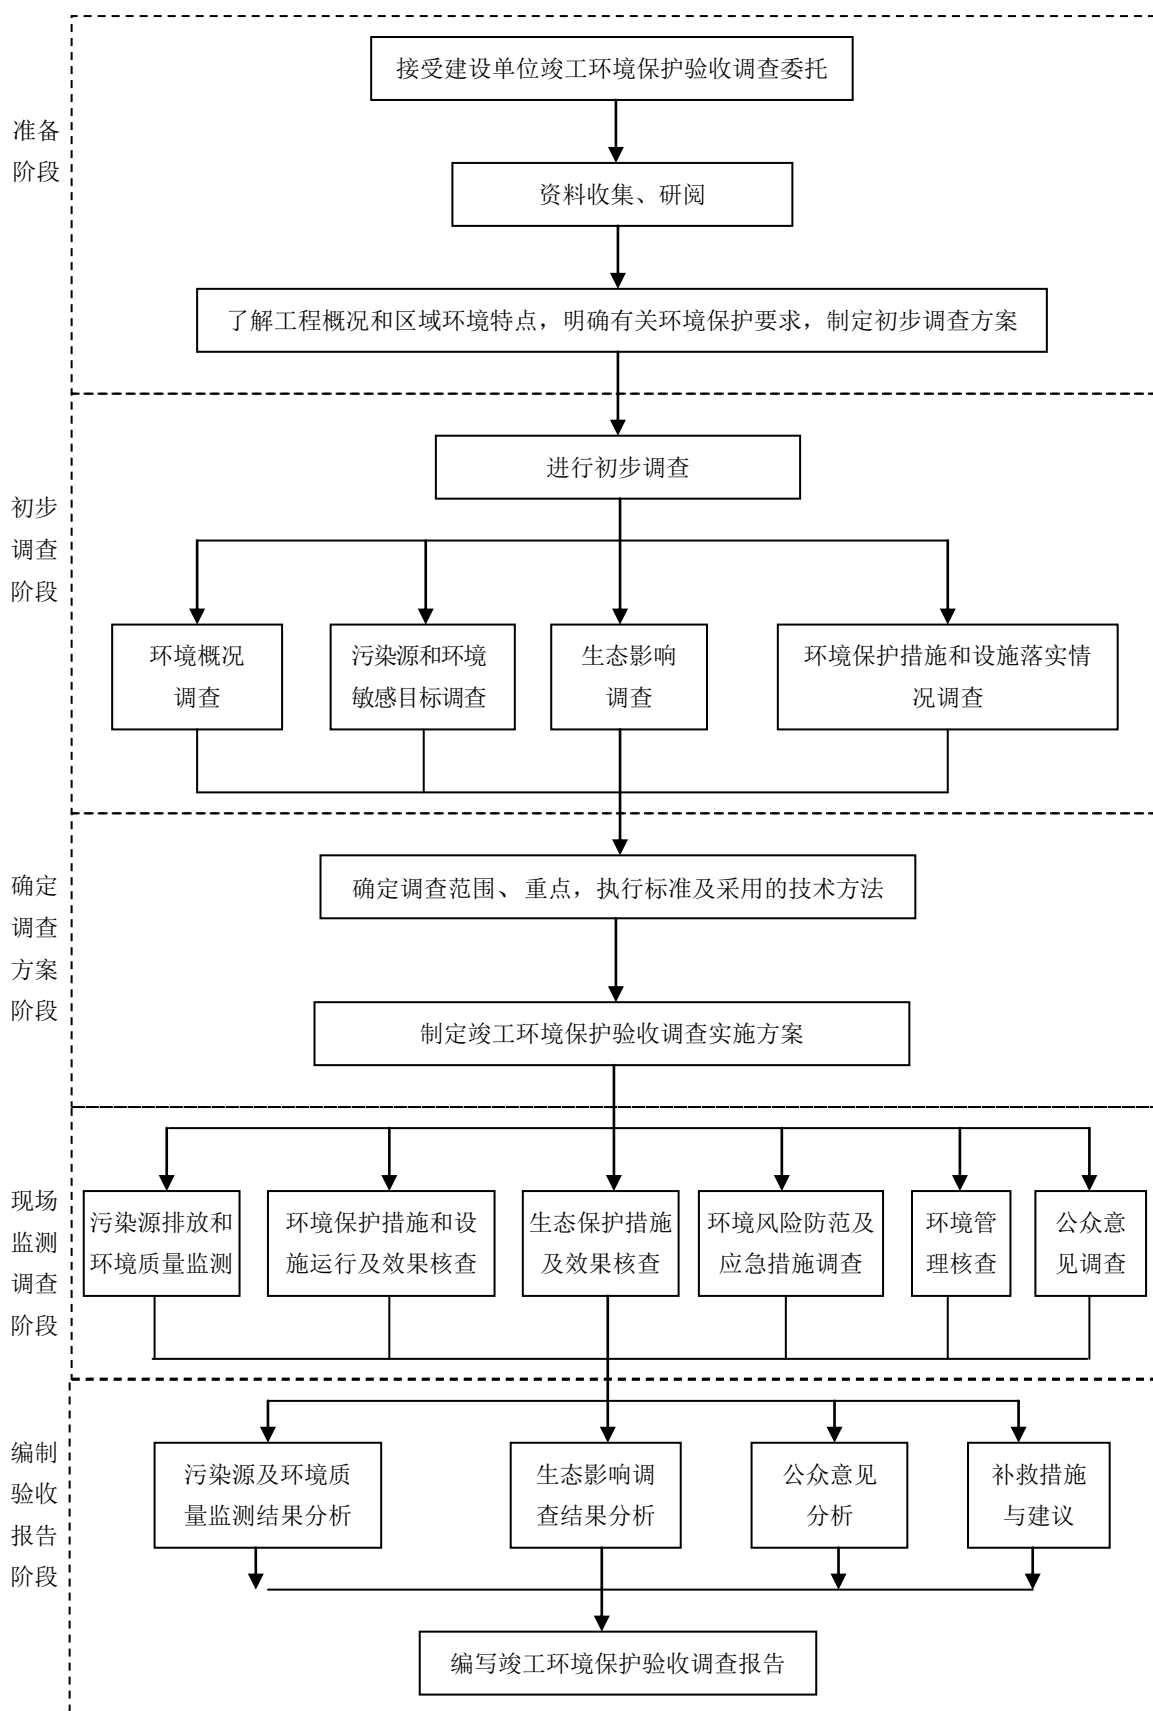 接受建设单位竣工环境保护验收调查委托
准备
阶段
资料收集、研阅
了解工程概况和区域环境特点，明确有关环境保护要求，制定初步调查方案
进行初步调查
初步
调查
阶段
环境概况
调查
污染源和环境
敏感目标调查
生态影响
调查
环境保护措施和设施落实情
况调查
确定
调查
方案
阶段
确定调查范围、重点，执行标准及采用的技术方法
制定竣工环境保护验收调查实施方案
现场
监测
调查
阶段
污染源排放和
环境质量监测
环境保护措施和设
施运行及效果核查
生态保护措施
及效果核查
环境风险防范及
应急措施调查
环境管
理核查
公众意
见调查
编制
验收
报告
阶段
污染源及环境质
量监测结果分析
生态影响调
查结果分析
公众意见
分析
补救措施
与建议
编写竣工环境保护验收调查报告